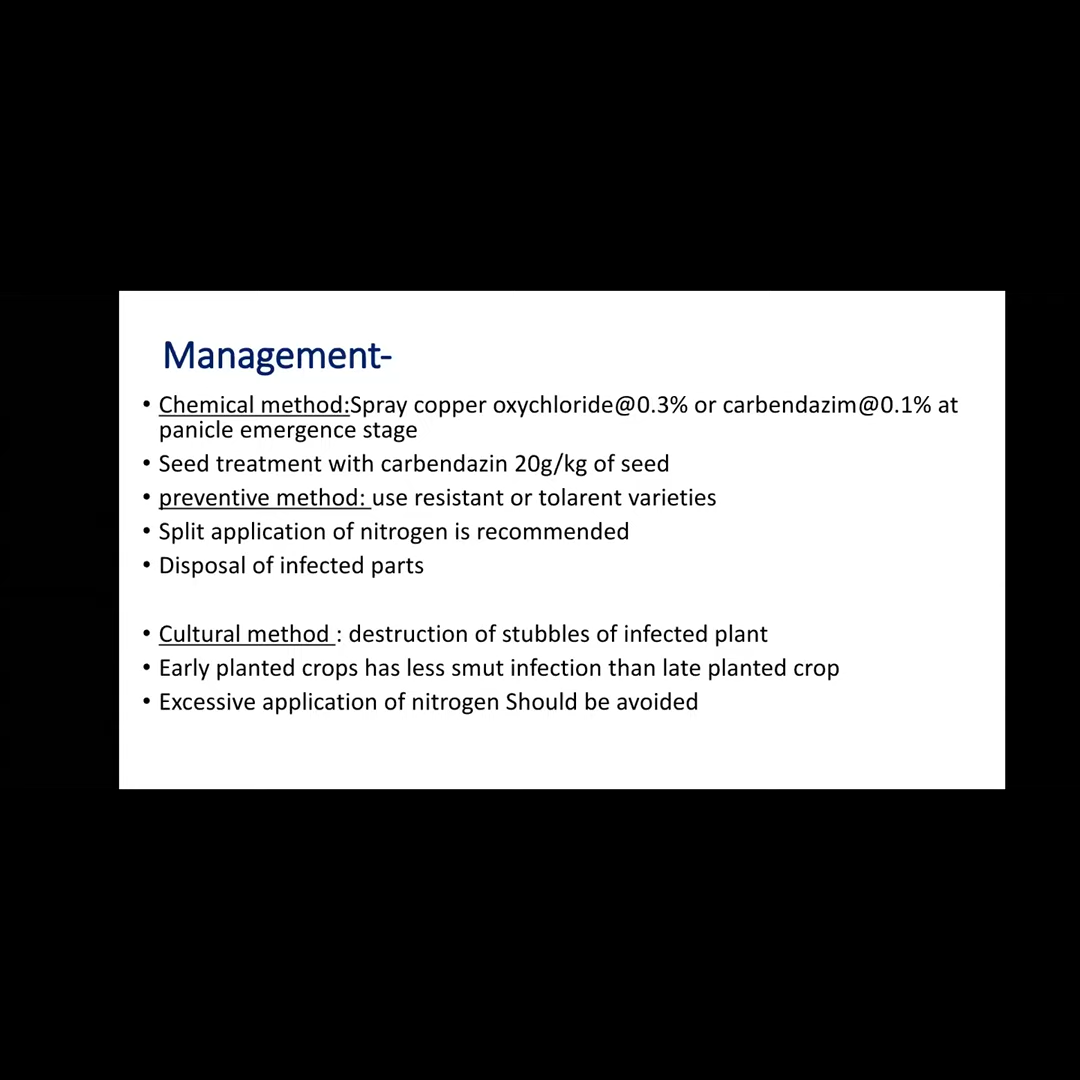 Management-
• Chemical method:Spray copper oxychloride@0.3% or carbendazim@0.1% at
panicle emergence stage
• Seed treatment with carbendazin 20g/kg of seed
• preventive method: use resistant or tolarent varieties
• Split application of nitrogen is recommended
• Disposal of infected parts
• Cultural method : destruction of stubbles of infected plant
• Early planted crops has less smut infection than late planted crop
• Excessive application of nitrogen Should be avoided